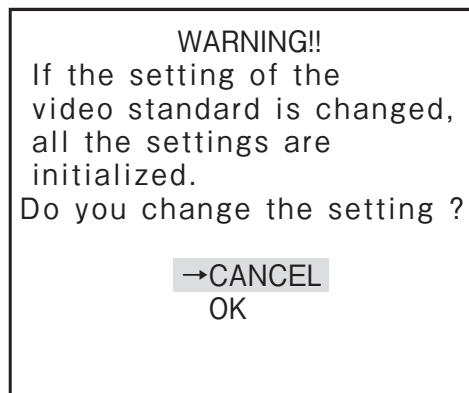 WARNING!!
If the setting of the
video standard is changed,
all the settings are
initialized.
Do you change the setting ?
→CANCEL
OK